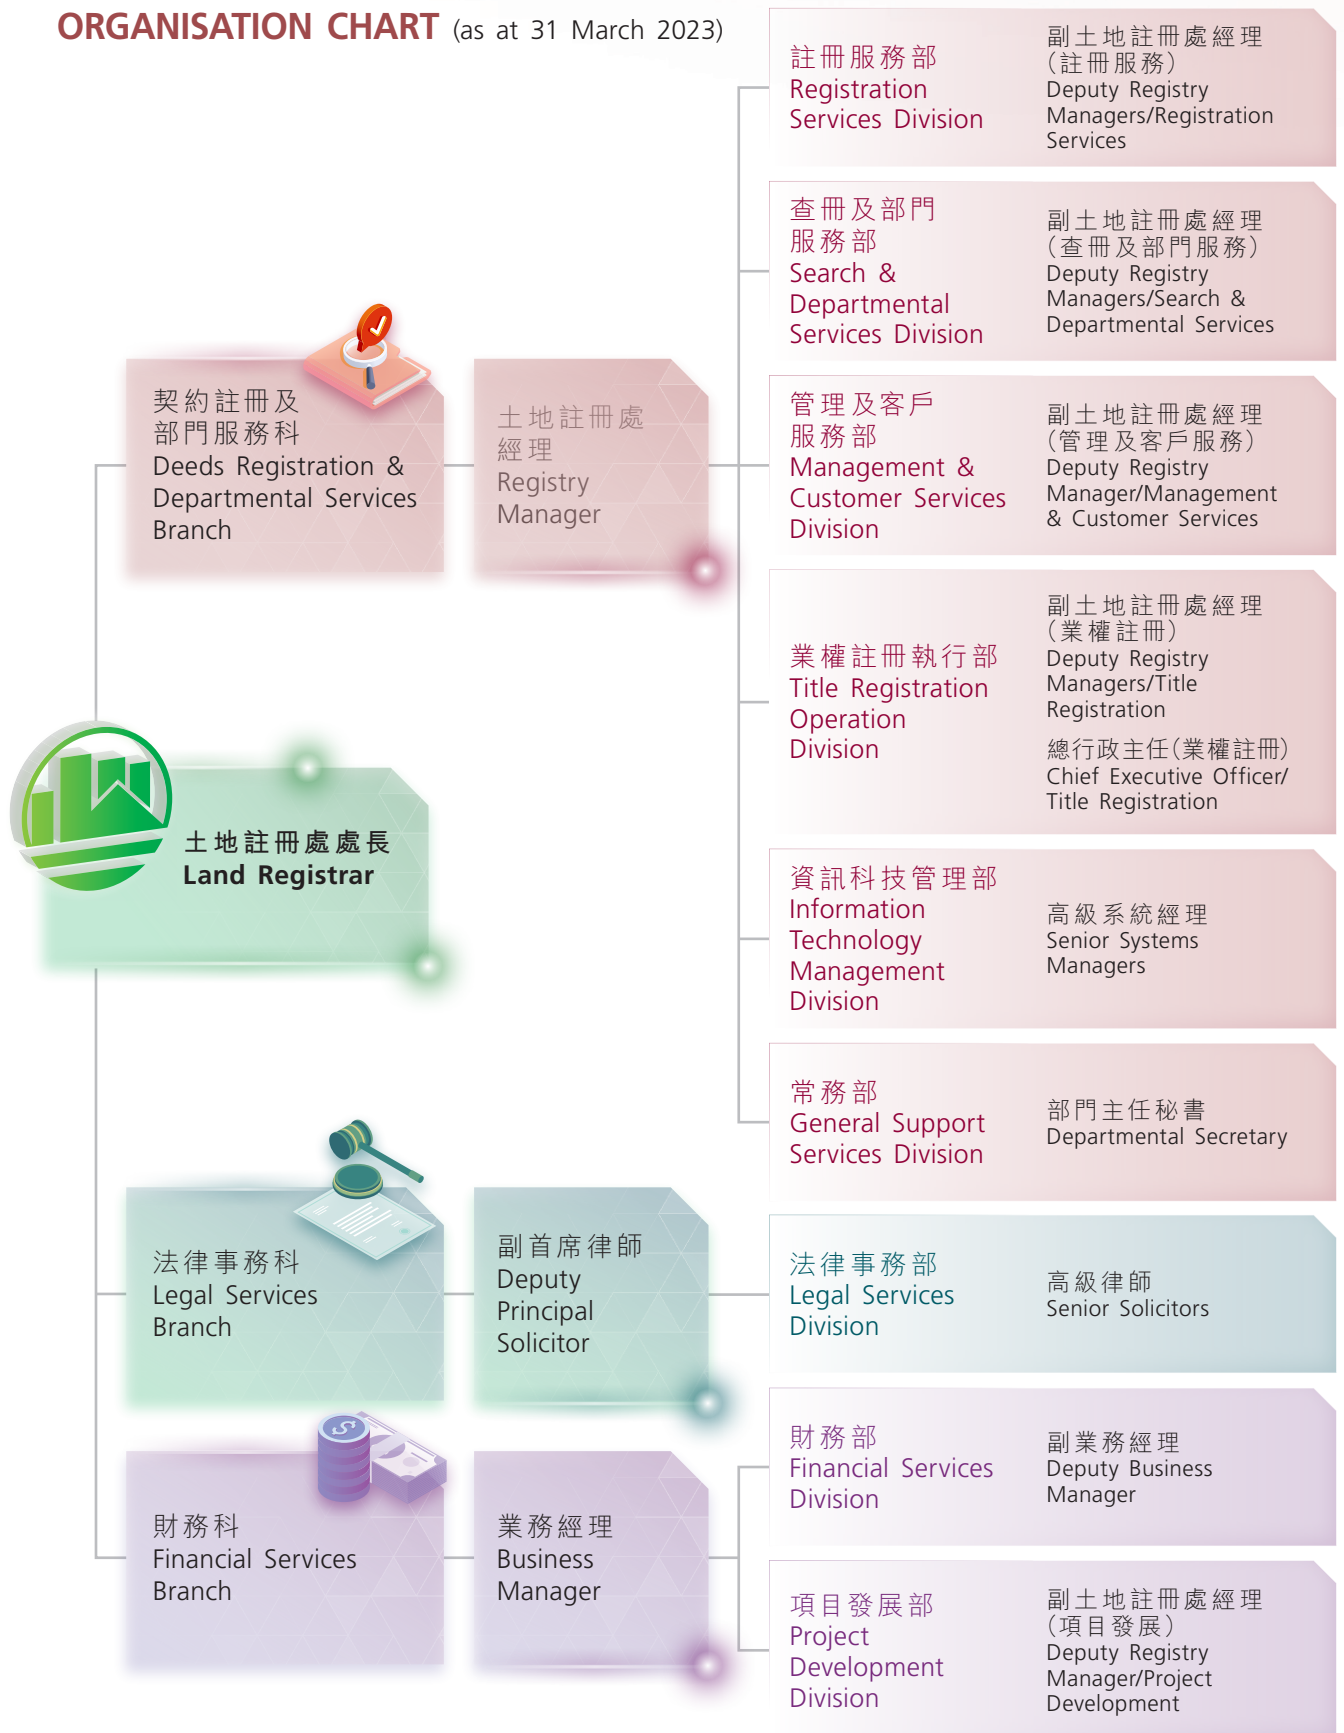 ORGANISATION CHART (as at 31 March 2023)
契約註冊及
部門服務科
Deeds Registration &
Departmental Services
Branch
土地註冊處
經理
Registry
Manager
註冊服務部
Registration
Services Division
副土地註冊處經理
(註冊服務)
Deputy Registry
Managers/Registration
Services
查冊及部門
服務部
Search &
Departmental
Services Division
副土地註冊處經理
(查冊及部門服務)
Deputy Registry
Managers/Search &
Departmental Services
管理及客戶
服務部
Management &
Customer Services
Division
副土地註冊處經理
(管理及客戶服務)
Deputy Registry
Manager/Management
& Customer Services
業權註冊執行部
Title Registration
Operation
Division
副土地註冊處經理
(業權註冊)
Deputy Registry
Managers/Title
Registration
總行政主任(業權註冊)
Chief Executive Officer/
Title Registration
資訊科技管理部
Information
Technology
Management
Division
高級系統經理
Senior Systems
Managers
常務部
General Support
Services Division
部門主任秘書
Departmental Secretary
土地註冊處處長
Land Registrar
法律事務科
Legal Services
Branch
副首席律師
Deputy
Principal
Solicitor
法律事務部
Legal Services
Division
高級律師
Senior Solicitors
財務科
Financial Services
Branch
業務經理
Business
Manager
財務部
Financial Services
Division
副業務經理
Deputy Business
Manager
項目發展部
Project
Development
Division
副土地註冊處經理
(項目發展)
Deputy Registry
Manager/Project
Development